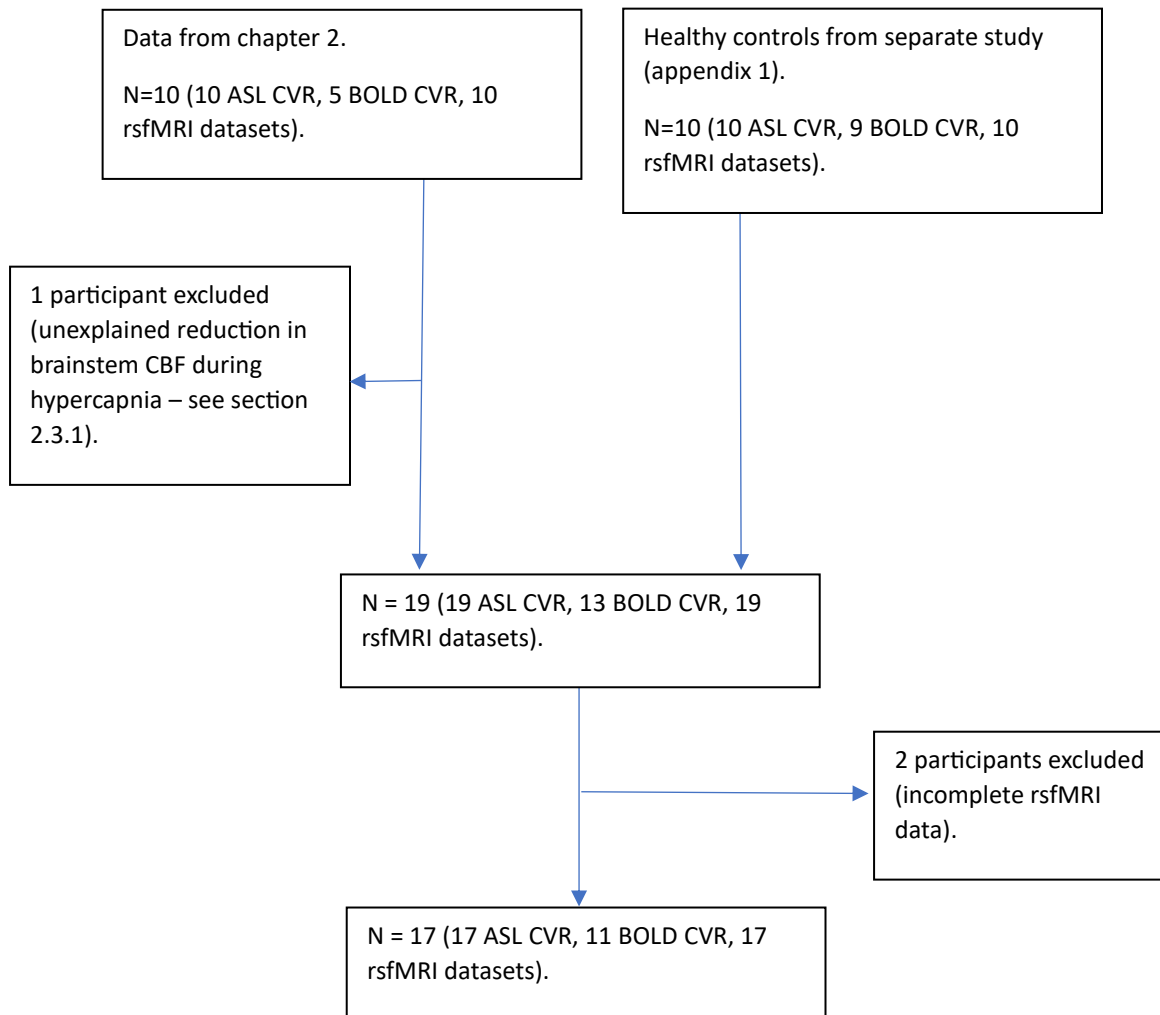 Data from chapter 2.
N=10 (10 ASL CVR, 5 BOLD CVR, 10
rsfMRI datasets).
Healthy controls from separate study
(appendix 1).
N=10 (10 ASL CVR, 9 BOLD CVR, 10
rsfMRI datasets).
1 participant excluded
(unexplained reduction in
brainstem CBF during
hypercapnia – see section
2.3.1).
N = 19 (19 ASL CVR, 13 BOLD CVR, 19
rsfMRI datasets).
2 participants excluded
(incomplete rsfMRI
data).
N = 17 (17 ASL CVR, 11 BOLD CVR, 17
rsfMRI datasets).